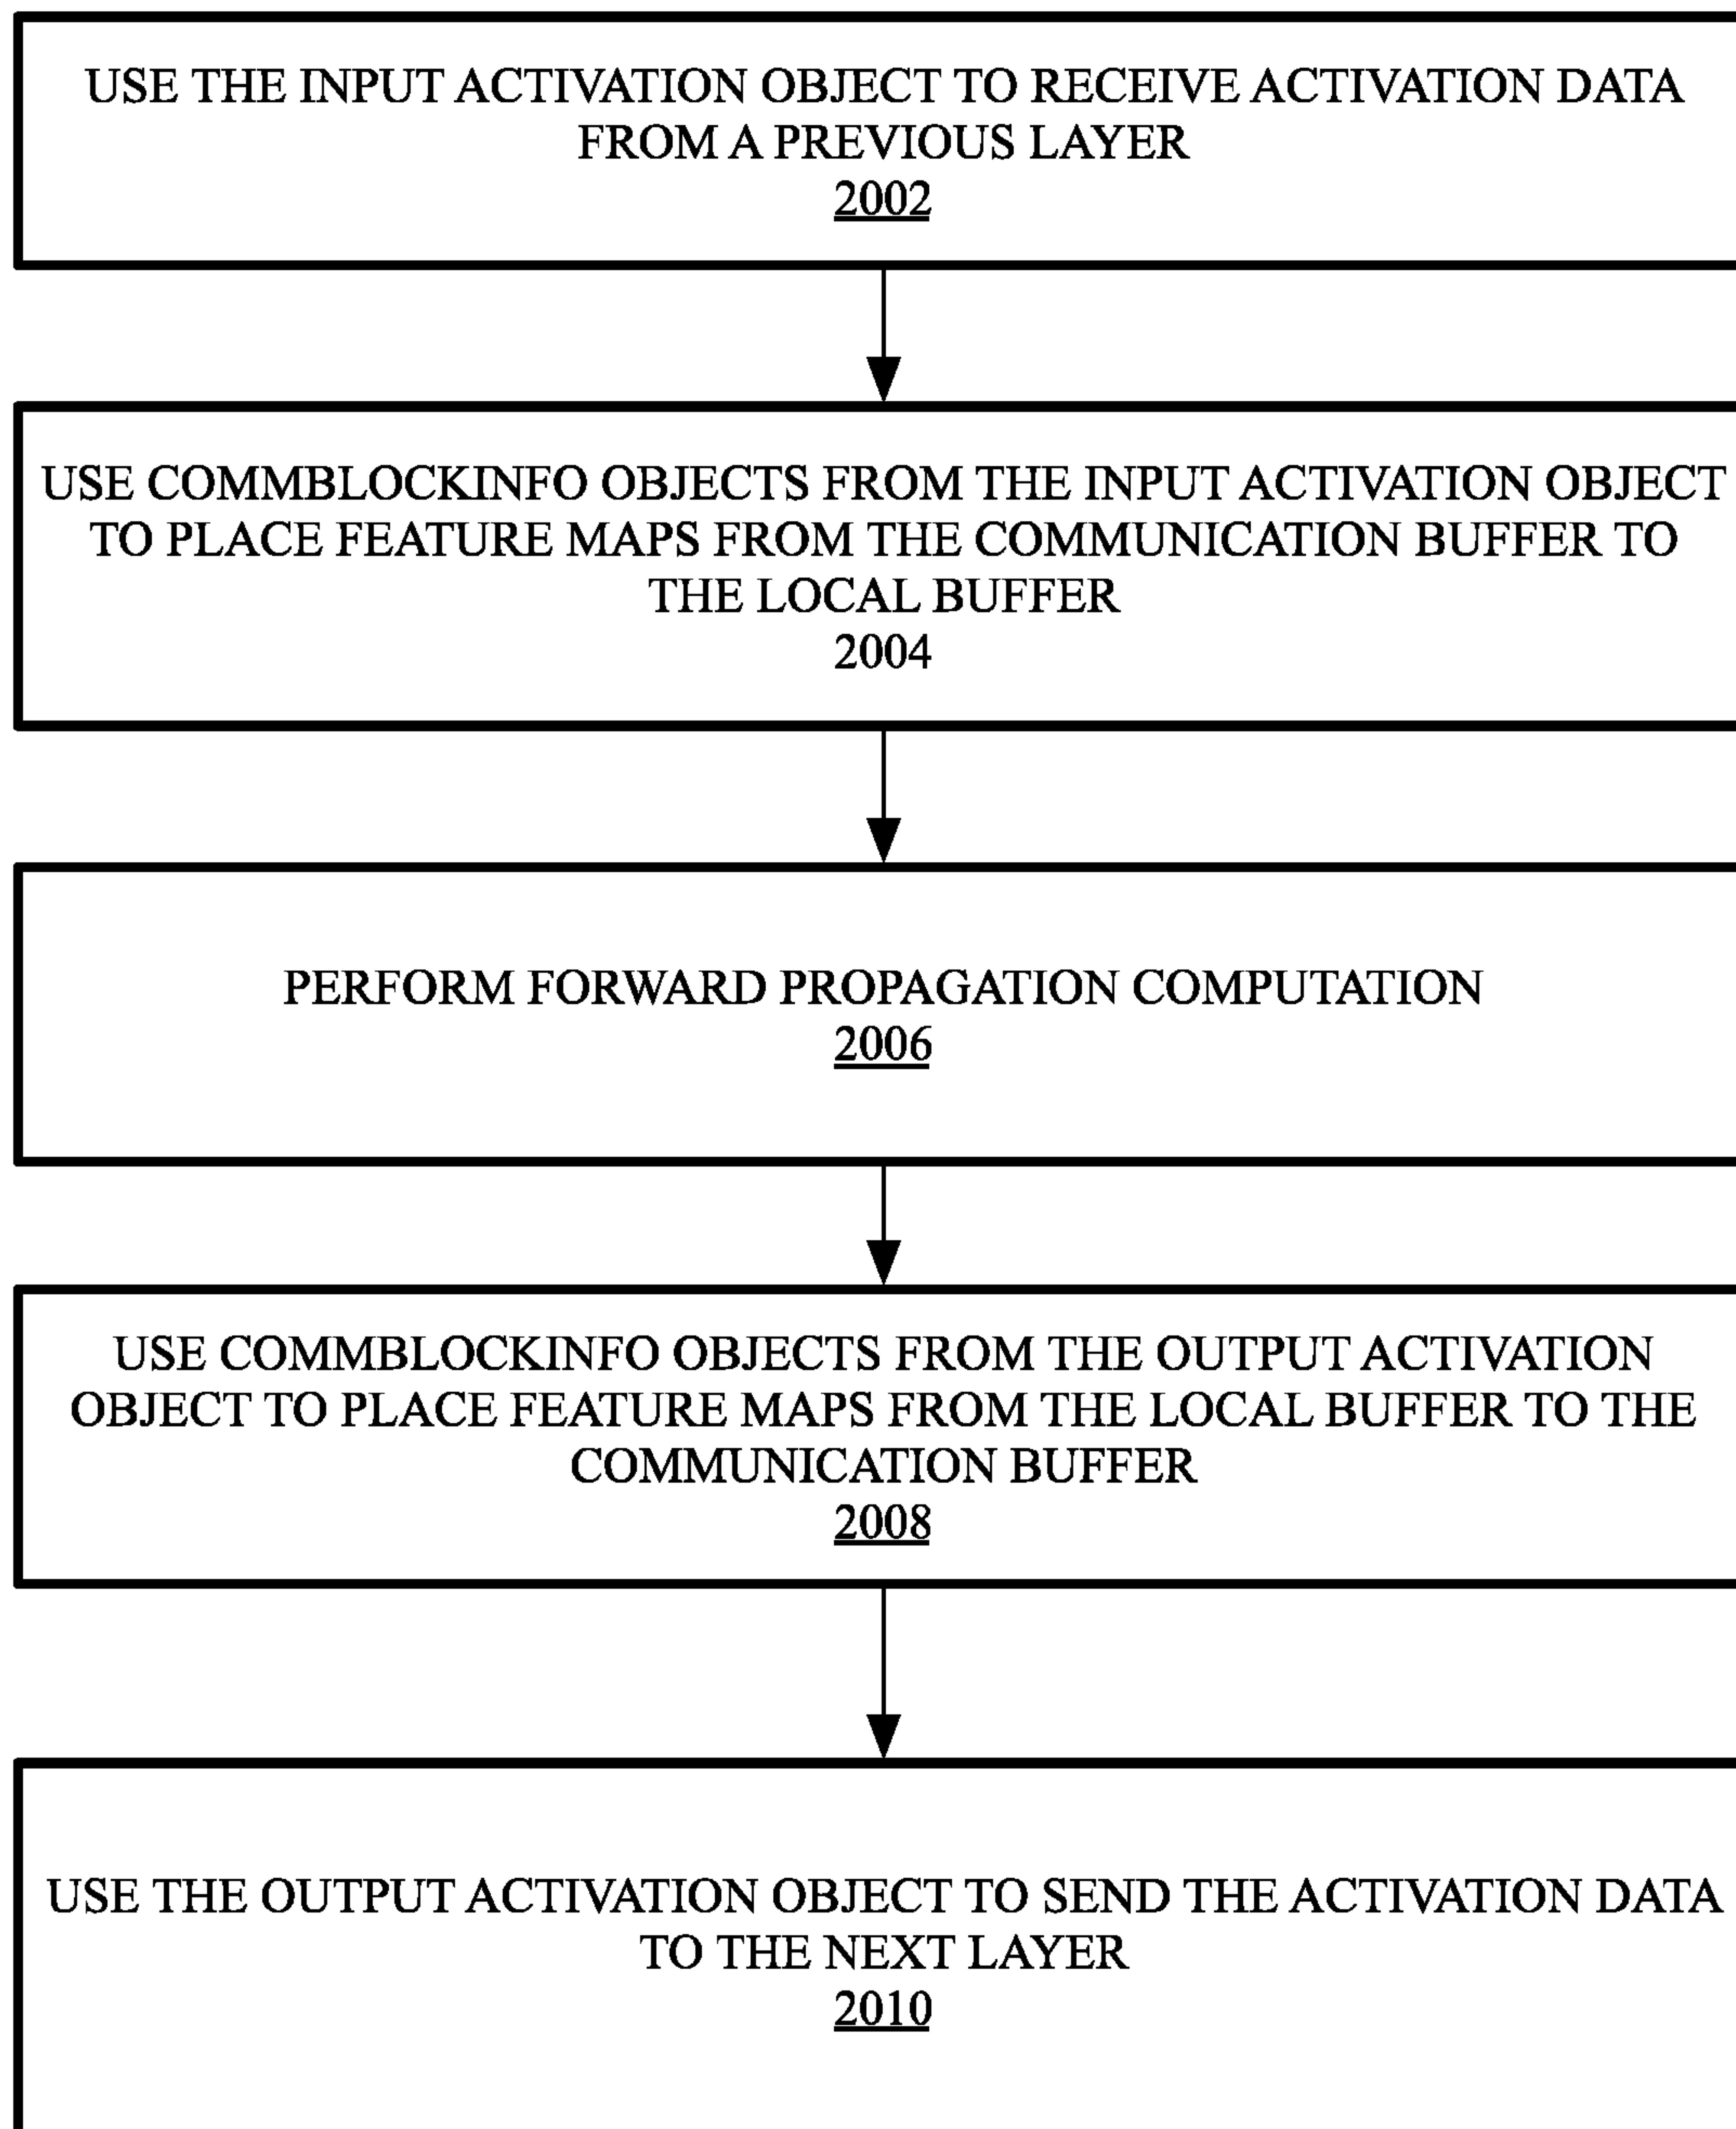 USE THE INPUT ACTIVATION OBJECT TO RECEIVE ACTIVATION DATA
FROM A PREVIOUS LAYER
2002
USE COMMBLOCKINFO OBJECTS FROM THE INPUT ACTIVATION OBJECT
TO PLACE FEATURE MAPS FROM THE COMMUNICATION BUFFER TO
THE LOCAL BUFFER
2004
PERFORM FORWARD PROPAGATION COMPUTATION
2006
USE COMMBLOCKINFO OBJECTS FROM THE OUTPUT ACTIVATION
OBJECT TO PLACE FEATURE MAPS FROM THE LOCAL BUFFER TO THE
COMMUNICATION BUFFER
2008
USE THE OUTPUT ACTIVATION OBJECT TO SEND THE ACTIVATION DATA
TO THE NEXT LAYER
2010